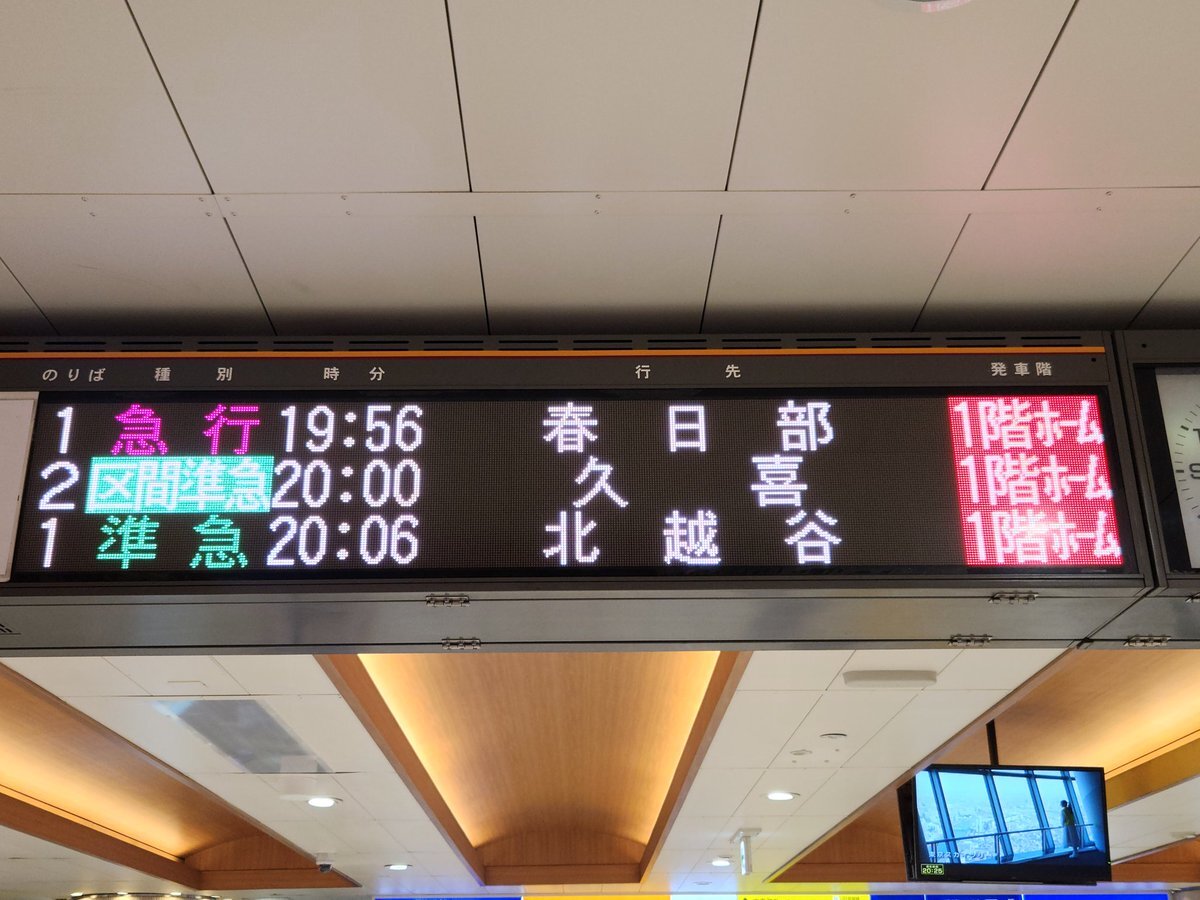 のりば 種別 時分 行先 発車階
1 急行 19:56 春日部 1階ホーム
2 区間準急 20:00 久喜 1階ホーム
1 準急 20:06 北越谷 1階ホーム
20:25